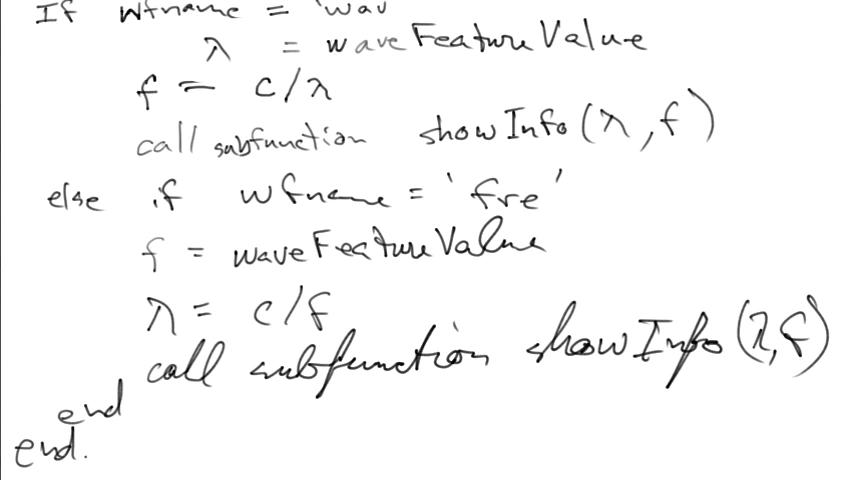 If wfname = 'wav
λ = waveFeatureValue
f = c/λ
call subfunction showInfo(λ,f)
else if wfname = 'fre'
f = waveFeatureValue
λ = c/f
call subfunction showInfo(λ,f)
end
end.